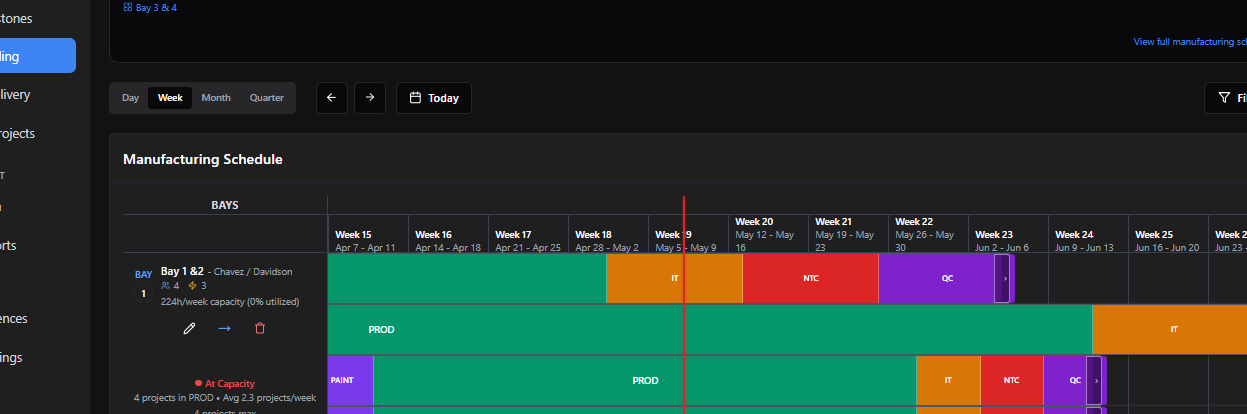 tones
Bay 3 & 4
ling
View full manufacturing sc
livery
Day Week Month Quarter
Today
Fil
rojects
Manufacturing Schedule
T
BAYS
Week 15
Apr 7 - Apr 11
Week 16
Apr 14 - Apr 18
Week 17
Apr 21 - Apr 25
Week 18
Apr 28 - May 2
Week 19
May 5 - May 9
Week 20
May 12 - May
16
Week 21
May 19 - May
23
Week 22
May 26 - May
30
Week 23
Jun 2 - Jun 6
Week 24
Jun 9 - Jun 13
Week 25
Jun 16 - Jun 20
Week 2
Jun 23 -
orts
BAY
1
Bay 1 &2 - Chavez / Davidson
4 3
224h/week capacity (0% utilized)
IT
NTC
QC
ences
PROD
IT
ings
At Capacity
4 projects in PROD • Avg 2.3 projects/week
4 projects max
PAINT
PROD
IT
NTC
QC